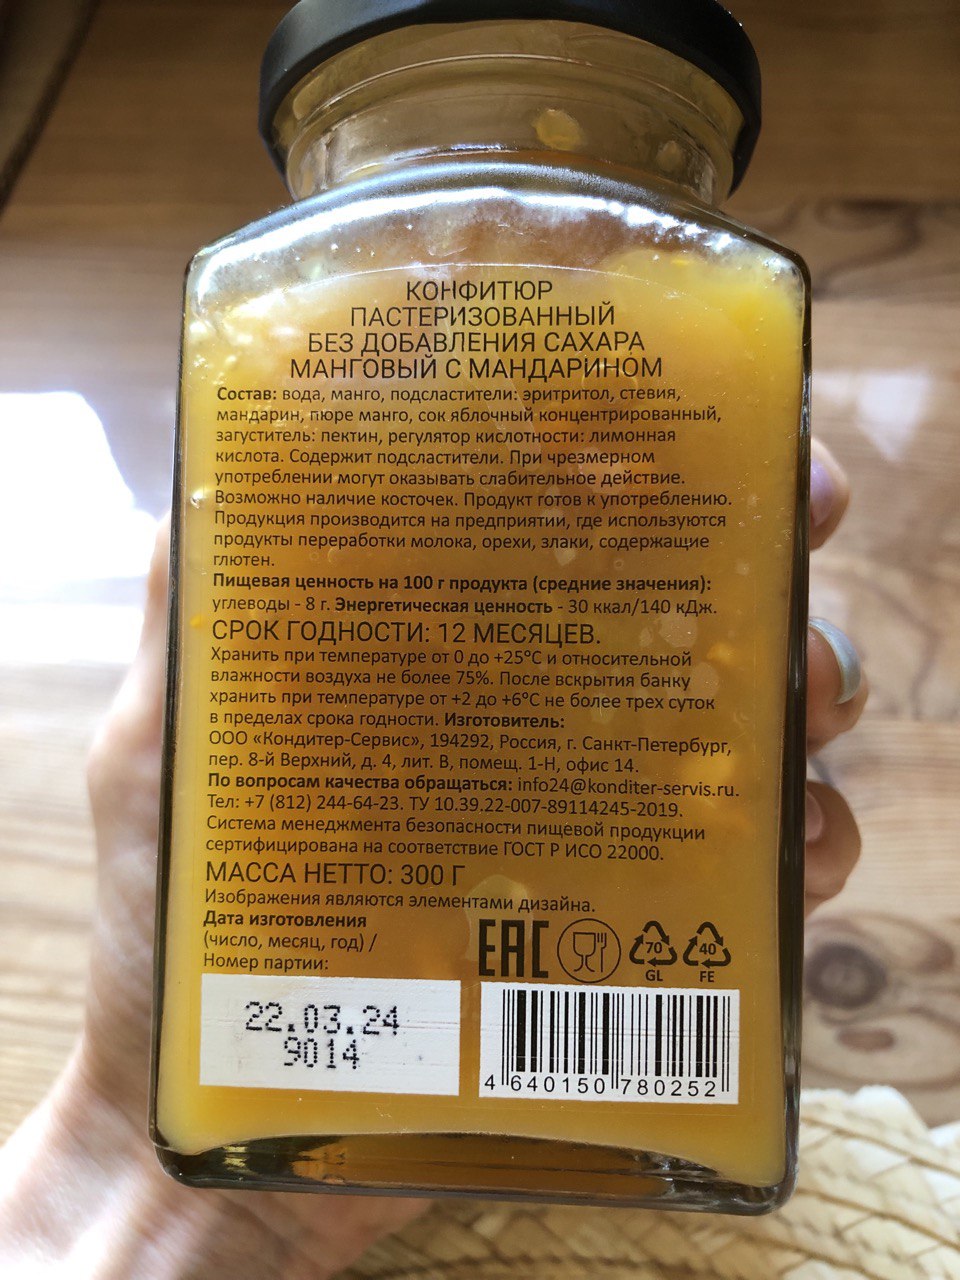 КОНФИТЮР
ПАСТЕРИЗОВАННЫЙ
БЕЗ ДОБАВЛЕНИЯ САХАРА
МАНГОВЫЙ С МАНДАРИНОМ
Состав: вода, манго, подсластители: эритритол, стевия,
мандарин, пюре манго, сок яблочный концентрированный,
загуститель: пектин, регулятор кислотности: лимонная
кислота. Содержит подсластители. При чрезмерном
употреблении могут оказывать слабительное действие.
Возможно наличие косточек. Продукт готов к употреблению.
Продукция производится на предприятии, где используются
продукты переработки молока, орехи, злаки, содержащие
глютен.
Пищевая ценность на 100 г продукта (средние значения):
углеводы - 8 г. Энергетическая ценность - 30 ккал/140 кДж.
СРОК ГОДНОСТИ: 12 МЕСЯЦЕВ.
Хранить при температуре от 0 до +25°С и относительной
влажности воздуха не более 75%. После вскрытия банку
хранить при температуре от +2 до +6°С не более трех суток
в пределах срока годности. Изготовитель:
ООО «Кондитер-Сервис», 194292, Россия, г. Санкт-Петербург,
пер. 8-й Верхний, д. 4, лит. В, помещ. 1-Н, офис 14.
По вопросам качества обращаться: info24@konditer-servis.ru.
Тел: +7 (812) 244-64-23. ТУ 10.39.22-007-89114245-2019.
Система менеджмента безопасности пищевой продукции
сертифицирована на соответствие ГОСТ Р ИСО 22000.
МАССА НЕТТО: 300 Г
Изображения являются элементами дизайна.
Дата изготовления
(число, месяц, год) /
Номер партии:
EAC
70
GL
40
FE
22.03.24
9014
4 640150 780252